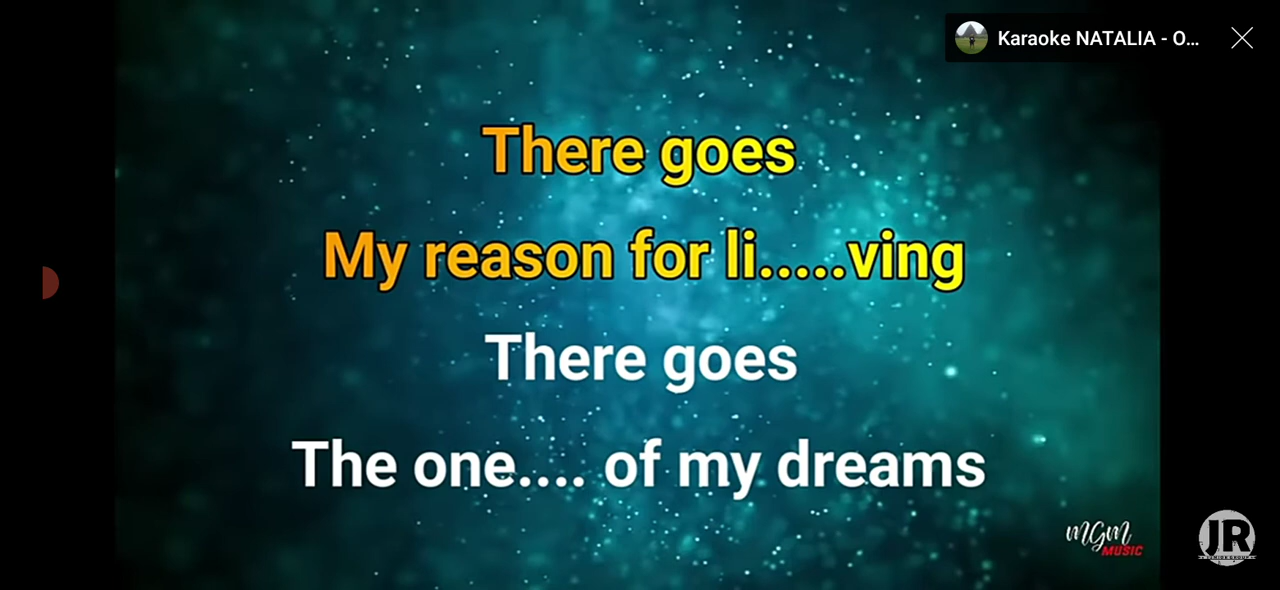 Karaoke NATALIA - O...
There goes
My reason for li.....ving
There goes
The one.... of my dreams
mGm
MUSIC
JR